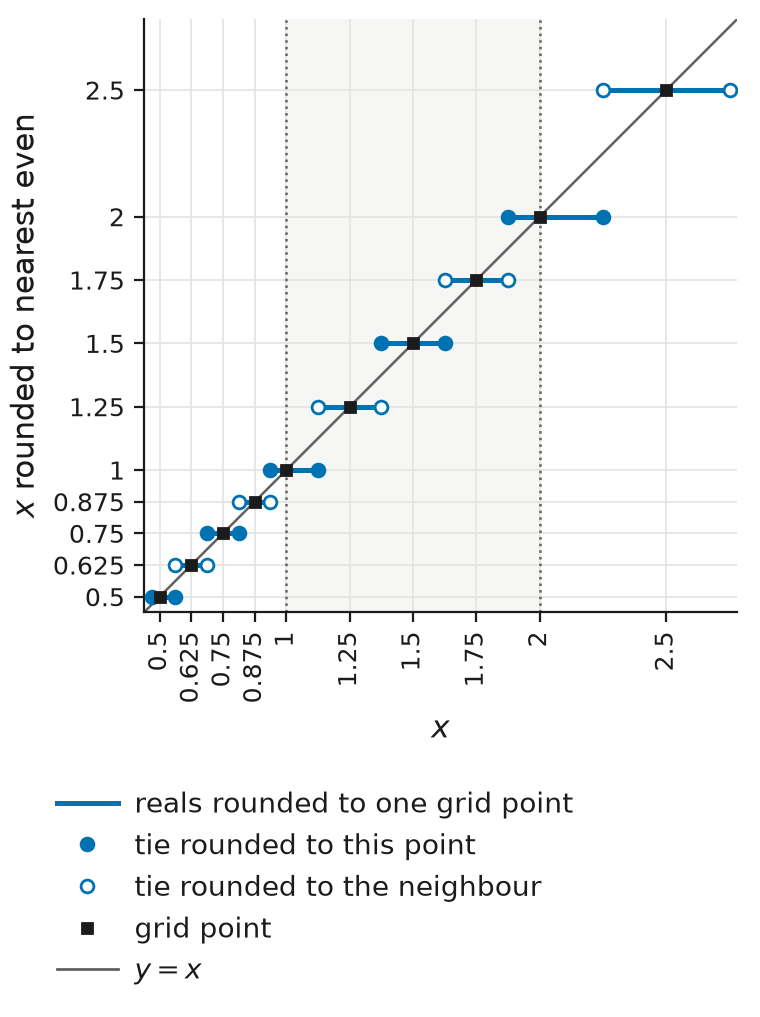 x rounded to nearest even
2.5
2
1.75
1.5
1.25
1
0.875
0.75
0.625
0.5
0.5
0.625
0.75
0.875
1
1.25
1.5
1.75
2
2.5
x
reals rounded to one grid point
tie rounded to this point
tie rounded to the neighbour
grid point
y = x